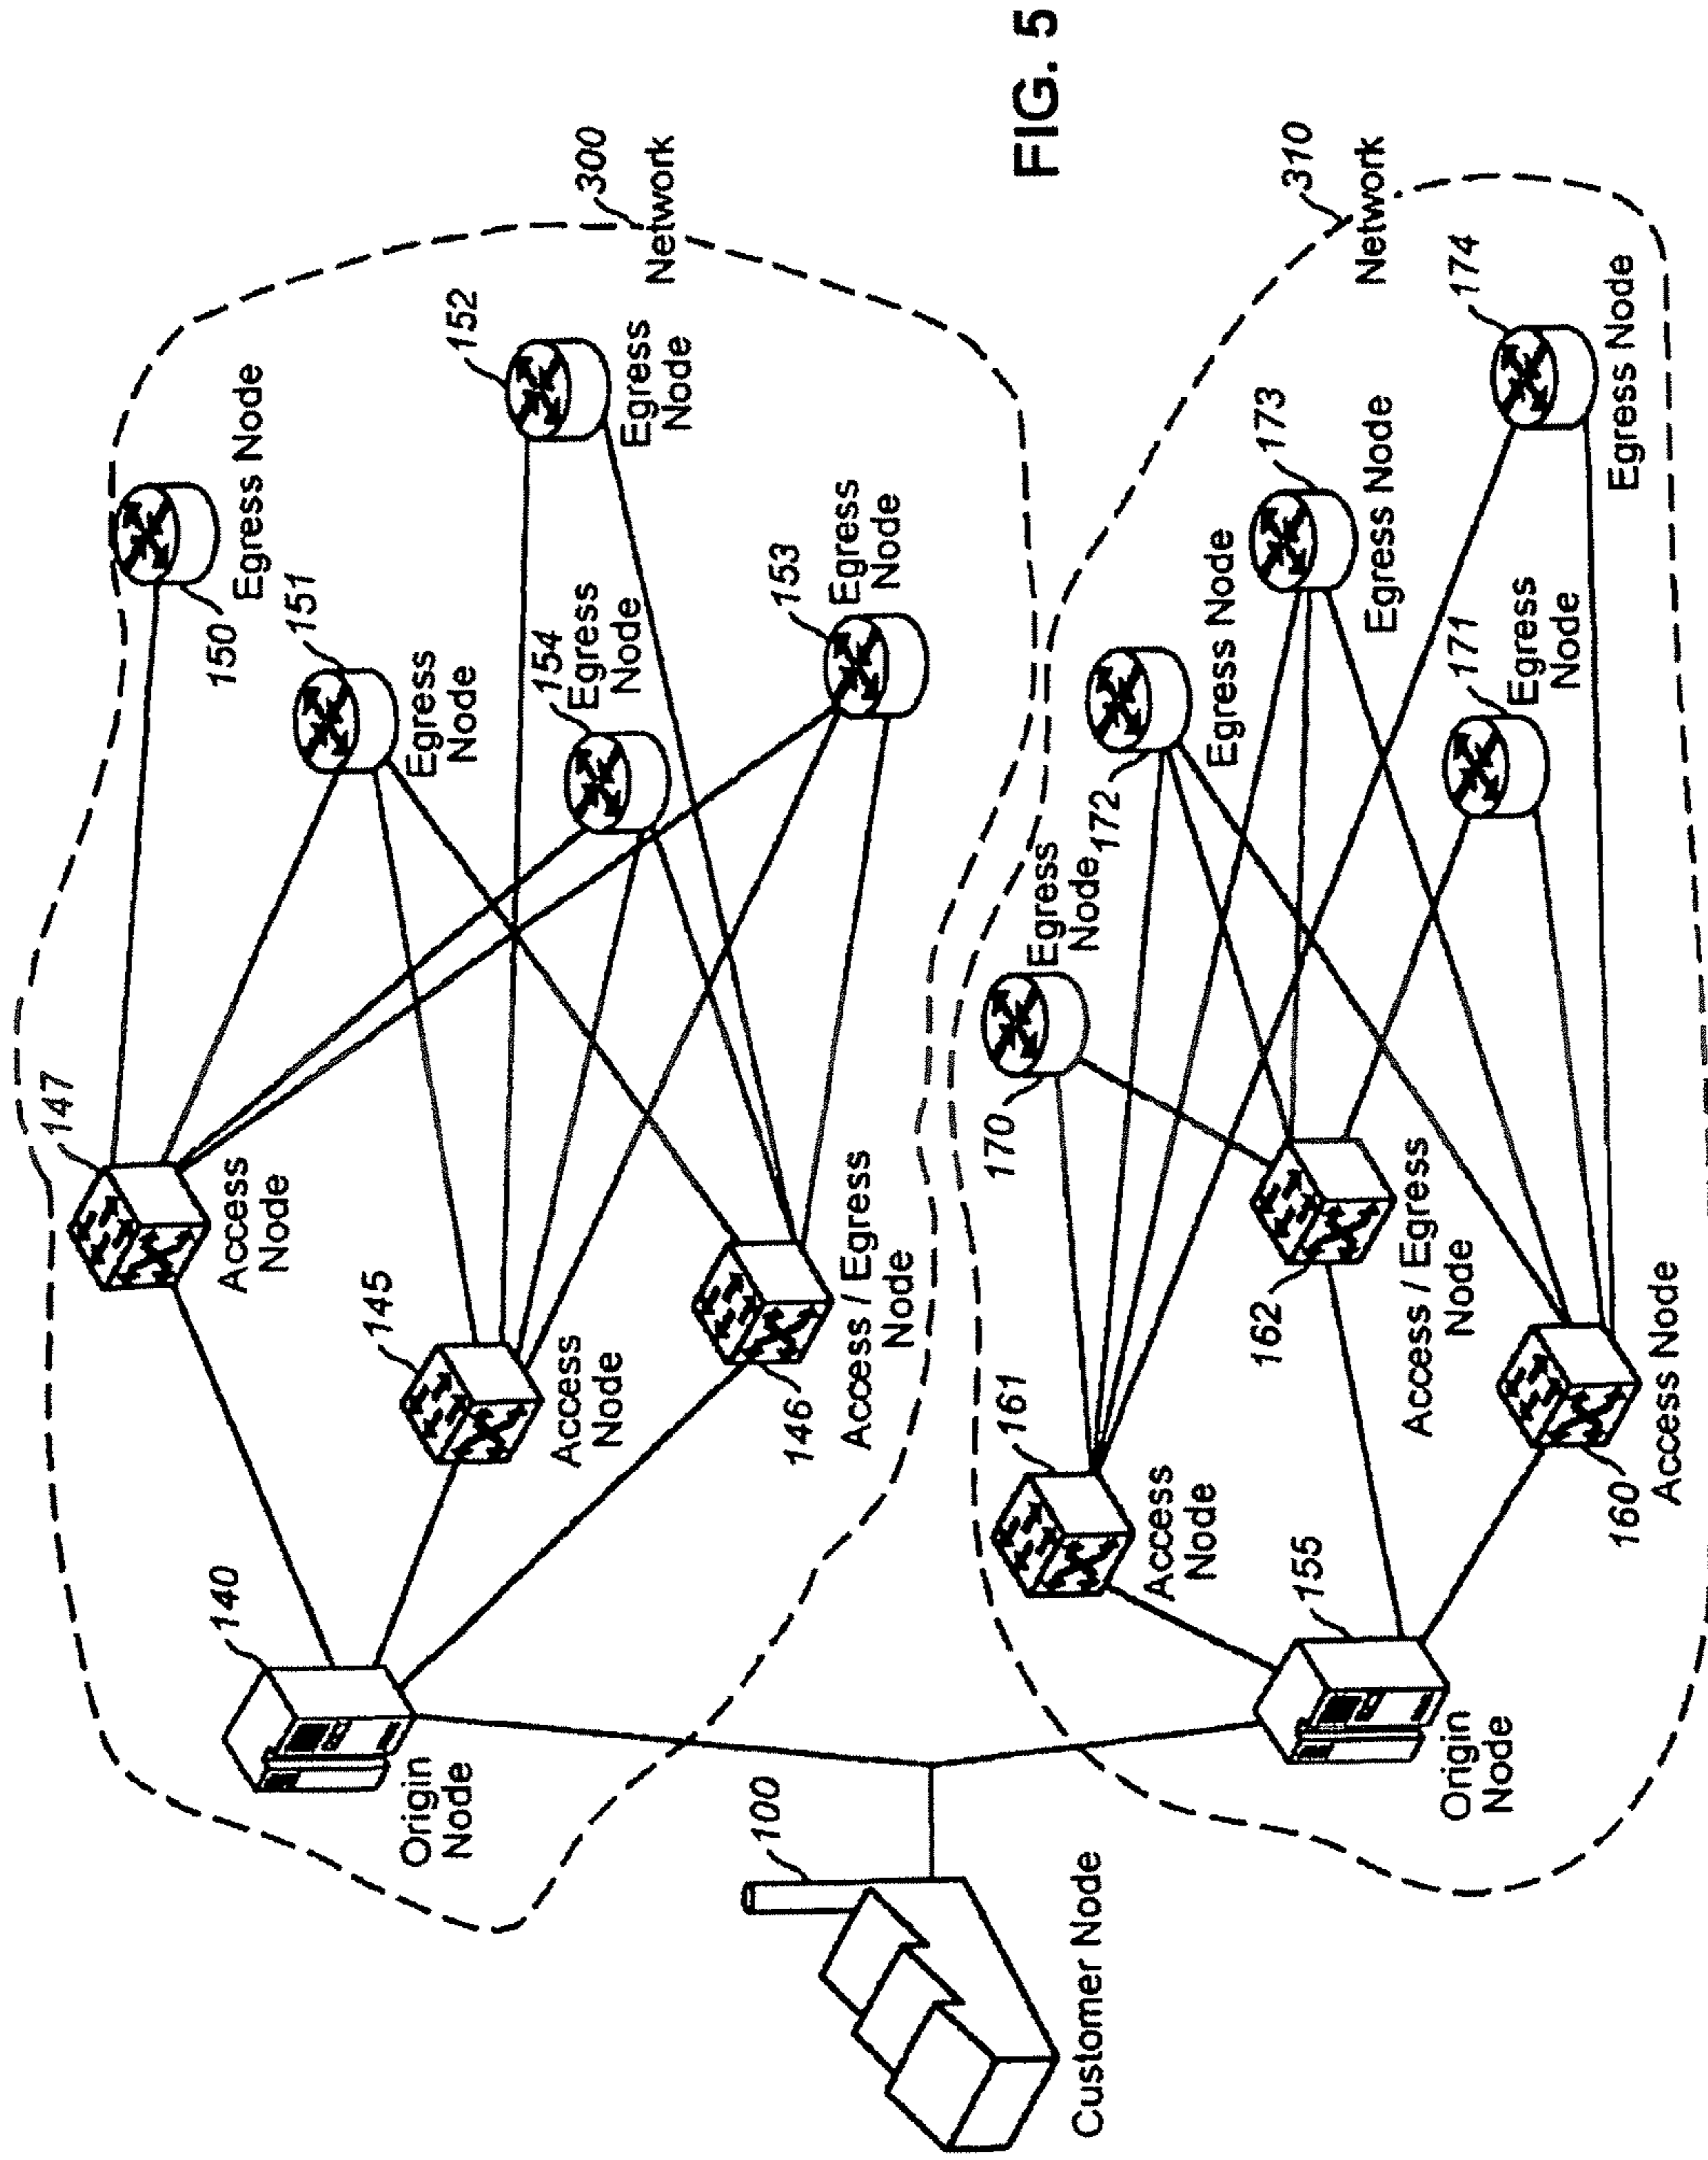 FIG. 5
300
Network
147
Access
Node
150
Egress Node
151
Egress
Node
152
Egress
Node
154
Egress
Node
153
Egress
Node
145
Access
Node
146
Access / Egress
Node
140
Origin
Node
100
Customer Node
310
Network
170
Egress
Node
172
Egress Node
173
Egress Node
174
Egress Node
171
Egress
Node
161
Access
Node
162
Access / Egress
Node
160
Access Node
155
Origin
Node